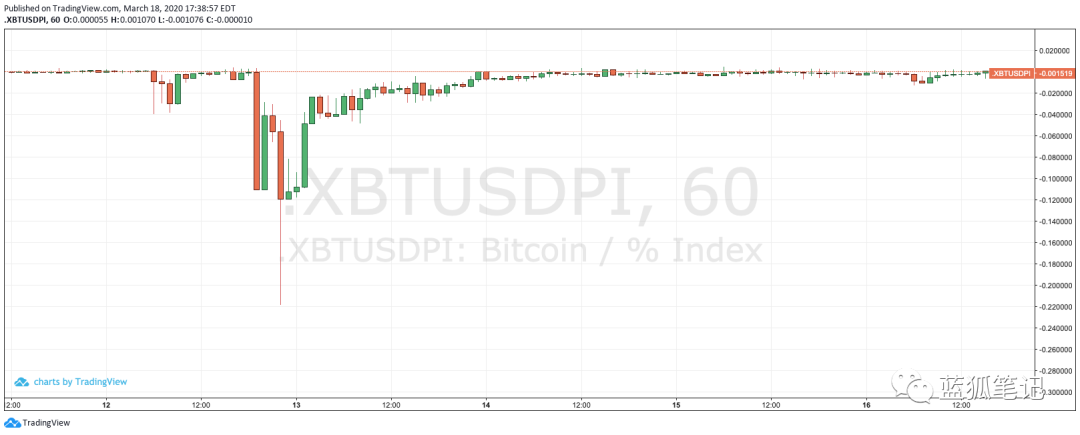 Published on TradingView.com, March 18, 2020 17:38:57 EDT
.XBTUSDPI, 60 O:0.000055 H:0.001070 L:-0.001076 C:-0.000010
0.020000
XBTUSDPI -0.001519
-0.020000
-0.040000
-0.060000
-0.080000
-0.100000
-0.120000
-0.140000
-0.160000
-0.180000
-0.200000
-0.220000
-0.240000
-0.260000
-0.280000
-0.300000
.XBTUSDPI, 60
.XBTUSDPI: Bitcoin / % Index
charts by TradingView
蓝狐笔记
2:00 12 12:00 13 12:00 14 12:00 15 12:00 16 12:00
TradingView